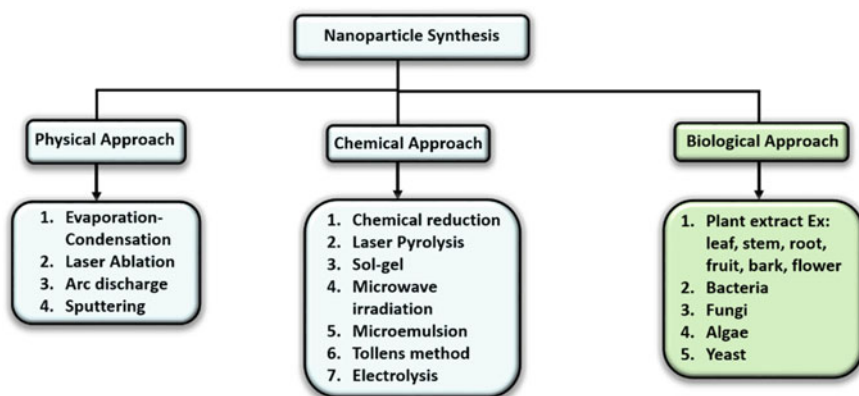 Nanoparticle Synthesis
Physical Approach
Chemical Approach
Biological Approach
1. Evaporation-
Condensation
2. Laser Ablation
3. Arc discharge
4. Sputtering
1. Chemical reduction
2. Laser Pyrolysis
3. Sol-gel
4. Microwave
irradiation
5. Microemulsion
6. Tollens method
7. Electrolysis
1. Plant extract Ex:
leaf, stem, root,
fruit, bark, flower
2. Bacteria
3. Fungi
4. Algae
5. Yeast